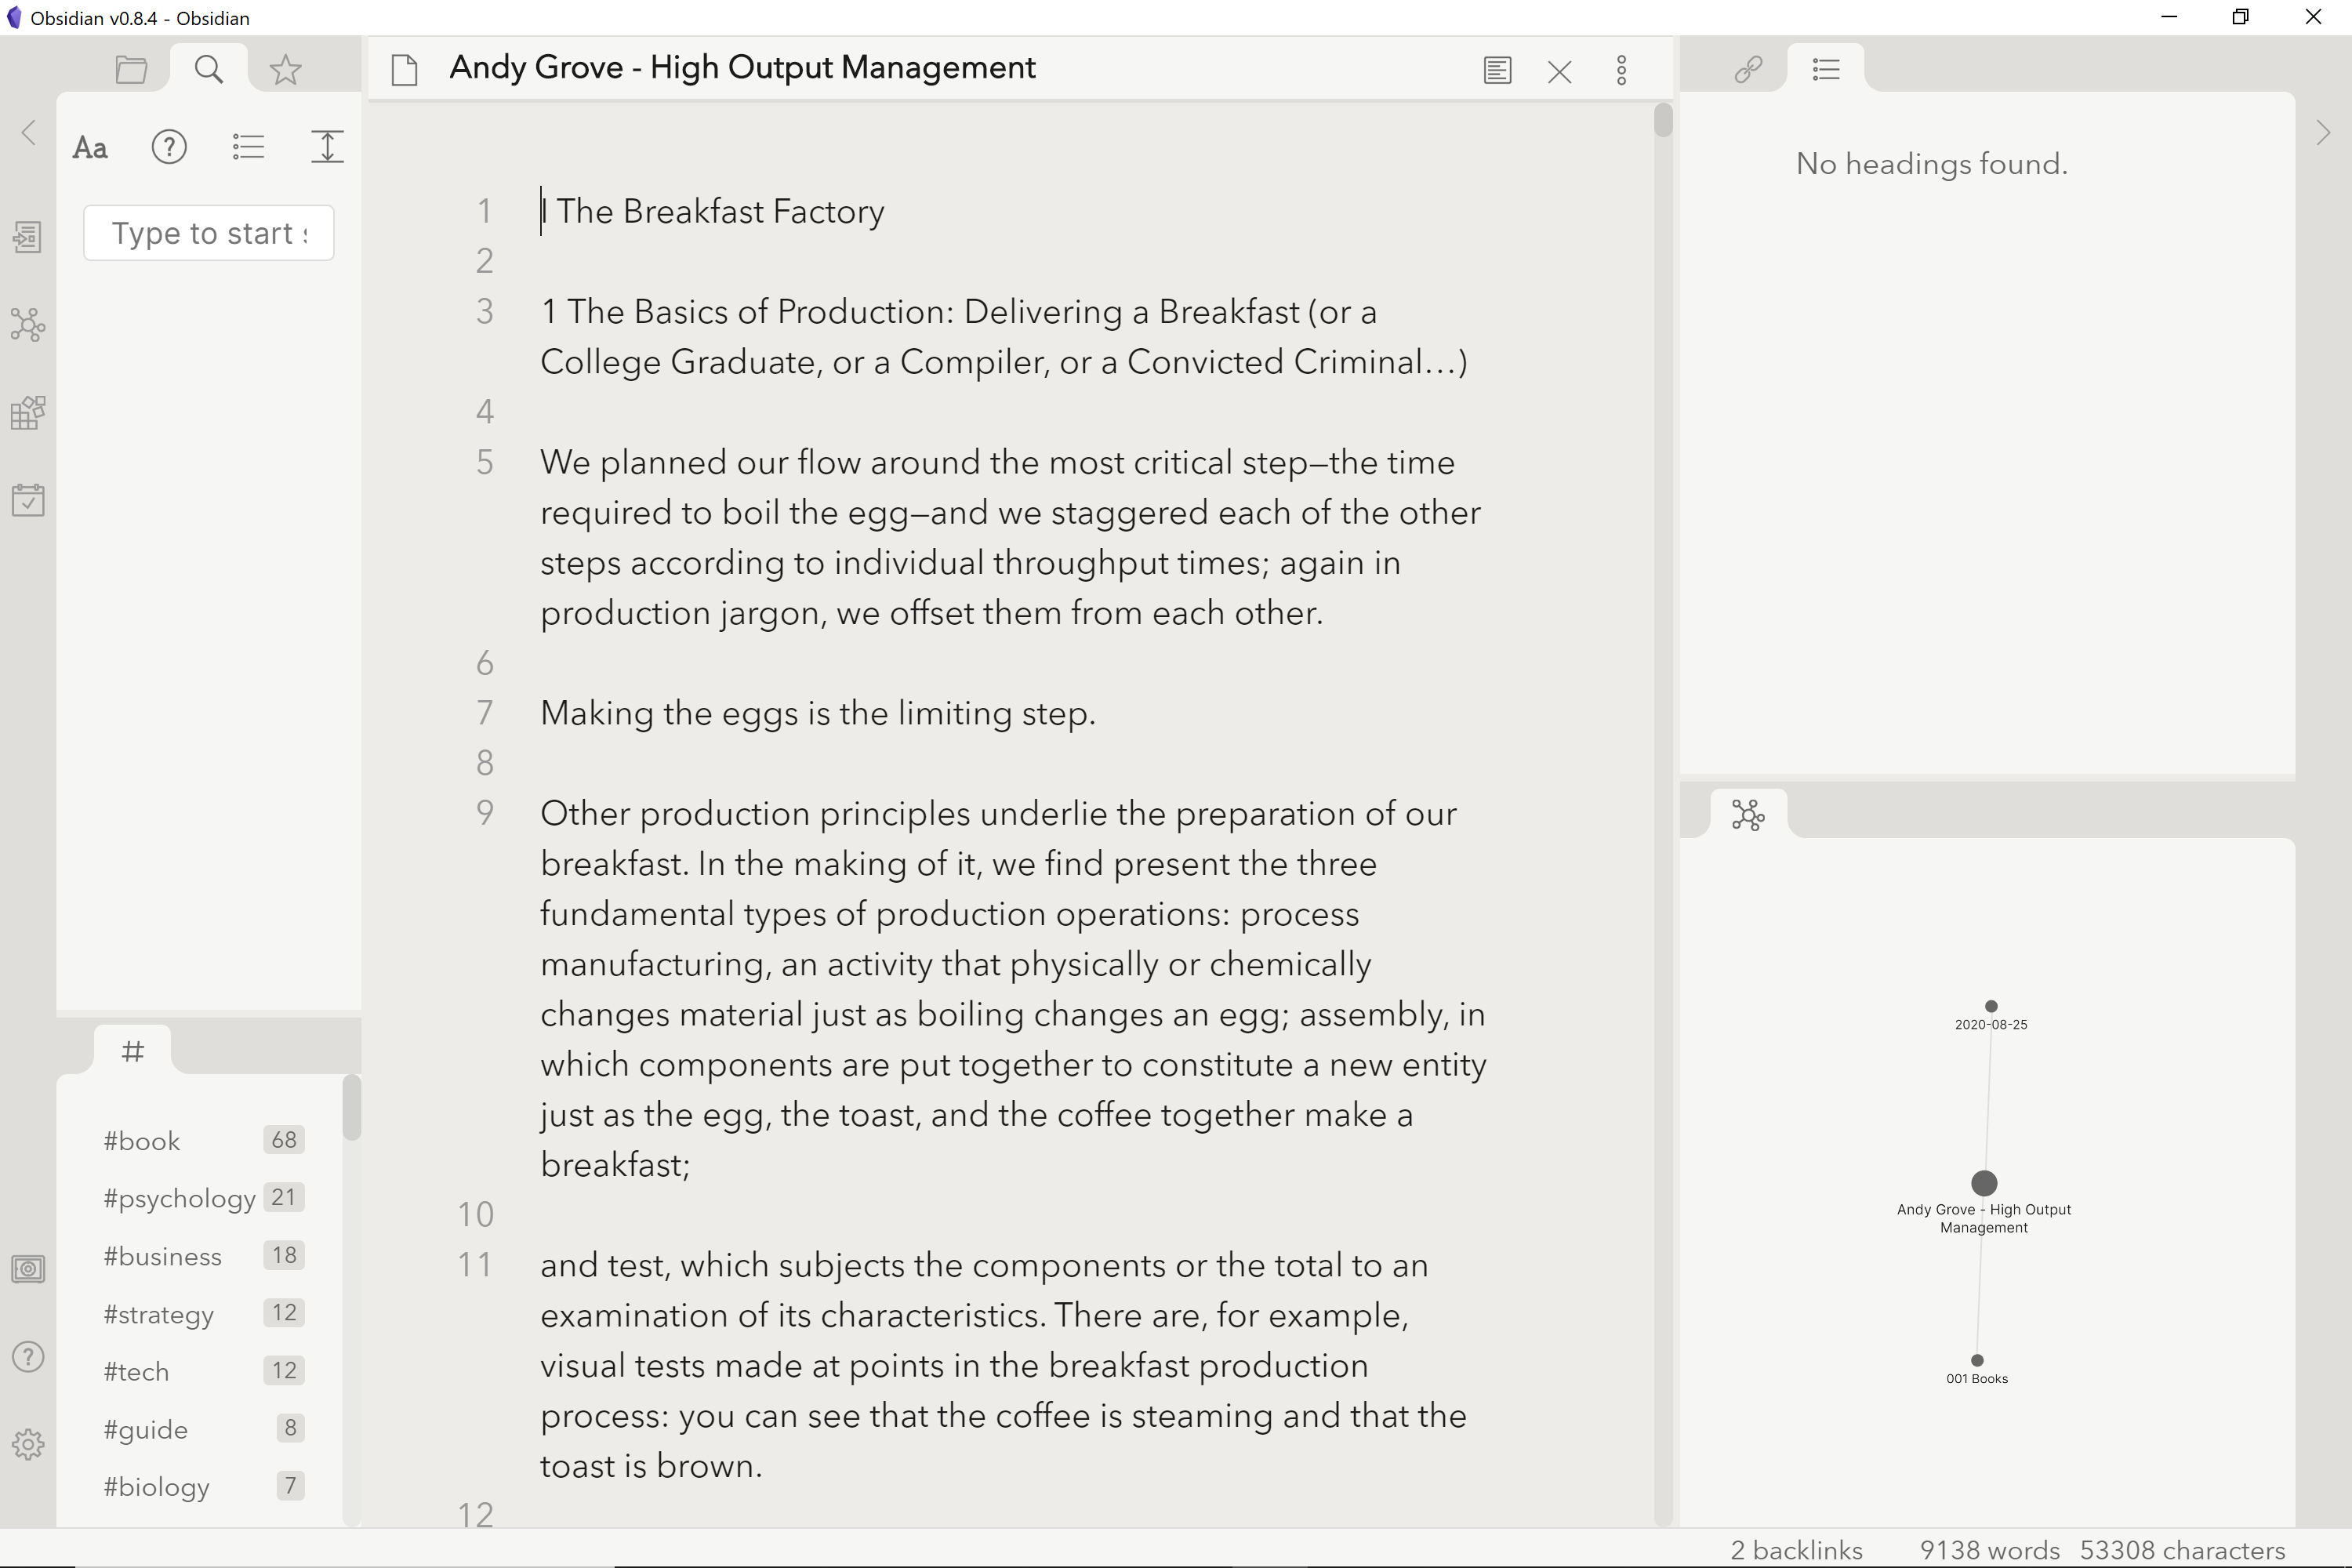 Obsidian v0.8.4 - Obsidian
Andy Grove - High Output Management
Aa
Type to start
1 I The Breakfast Factory
2
3 1 The Basics of Production: Delivering a Breakfast (or a
College Graduate, or a Compiler, or a Convicted Criminal…)
4
5 We planned our flow around the most critical step—the time
required to boil the egg—and we staggered each of the other
steps according to individual throughput times; again in
production jargon, we offset them from each other.
6
7 Making the eggs is the limiting step.
8
9 Other production principles underlie the preparation of our
breakfast. In the making of it, we find present the three
fundamental types of production operations: process
manufacturing, an activity that physically or chemically
changes material just as boiling changes an egg; assembly, in
which components are put together to constitute a new entity
just as the egg, the toast, and the coffee together make a
breakfast;
10
11 and test, which subjects the components or the total to an
examination of its characteristics. There are, for example,
visual tests made at points in the breakfast production
process: you can see that the coffee is steaming and that the
toast is brown.
12
#
#book 68
#psychology 21
#business 18
#strategy 12
#tech 12
#guide 8
#biology 7
No headings found.
2020-08-25
Andy Grove - High Output
Management
001 Books
2 backlinks 9138 words 53308 characters